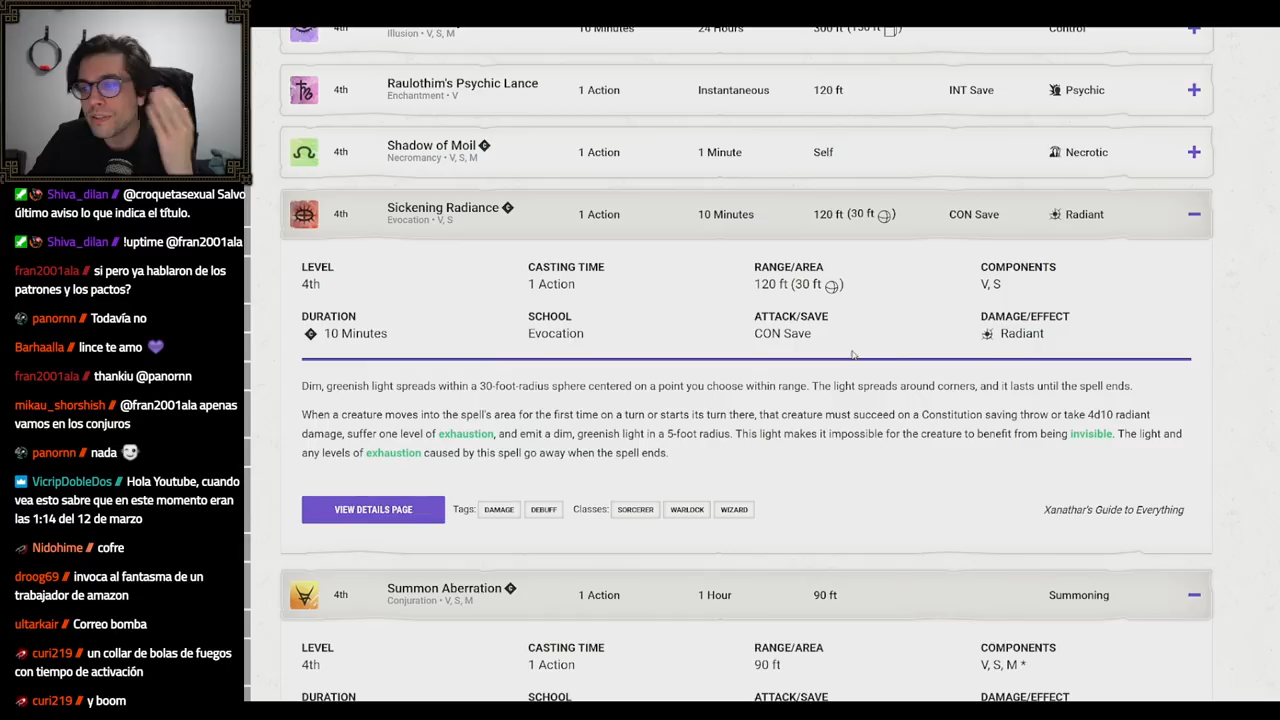 Shiva_dilan // @croquetasexual Salvo
último aviso lo que indica el título.
Shiva_dilan // !uptime @fran2001ala
fran2001ala // si pero ya hablaron de los
patrones y los pactos?
panornn // Todavía no
Barhaalla // lince te amo
fran2001ala // thankiu @panornn
mikau_shorshish // @fran2001ala apenas
vamos en los conjuros
panornn // nada
VicripDobleDos // Hola Youtube, cuando
vea esto sabre que en este momento eran
las 1:14 del 12 de marzo
Nidohime // cofre
droog69 // invoca al fantasma de un
trabajador de amazon
ultarkair // Correo bomba
curi219 // un collar de bolas de fuegos
con tiempo de activación
curi219 // y boom
4th 10 Minutes 24 Hours 300 ft (150 ft) Control
Illusion • V, S, M
4th Raulothim's Psychic Lance 1 Action Instantaneous 120 ft INT Save Psychic
Enchantment • V
4th Shadow of Moil 1 Action 1 Minute Self Necrotic
Necromancy • V, S, M
4th Sickening Radiance 1 Action 10 Minutes 120 ft (30 ft) CON Save Radiant
Evocation • V, S
LEVEL CASTING TIME RANGE/AREA COMPONENTS
4th 1 Action 120 ft (30 ft) V, S
DURATION SCHOOL ATTACK/SAVE DAMAGE/EFFECT
10 Minutes Evocation CON Save Radiant
Dim, greenish light spreads within a 30-foot-radius sphere centered on a point you choose within range. The light spreads around corners, and it lasts until the spell ends.
When a creature moves into the spell's area for the first time on a turn or starts its turn there, that creature must succeed on a Constitution saving throw or take 4d10 radiant
damage, suffer one level of exhaustion, and emit a dim, greenish light in a 5-foot radius. This light makes it impossible for the creature to benefit from being invisible. The light and
any levels of exhaustion caused by this spell go away when the spell ends.
VIEW DETAILS PAGE Tags: DAMAGE DEBUFF Classes: SORCERER WARLOCK WIZARD Xanathar's Guide to Everything
4th Summon Aberration 1 Action 1 Hour 90 ft Summoning
Conjuration • V, S, M
LEVEL CASTING TIME RANGE/AREA COMPONENTS
4th 1 Action 90 ft V, S, M *
DURATION SCHOOL ATTACK/SAVE DAMAGE/EFFECT